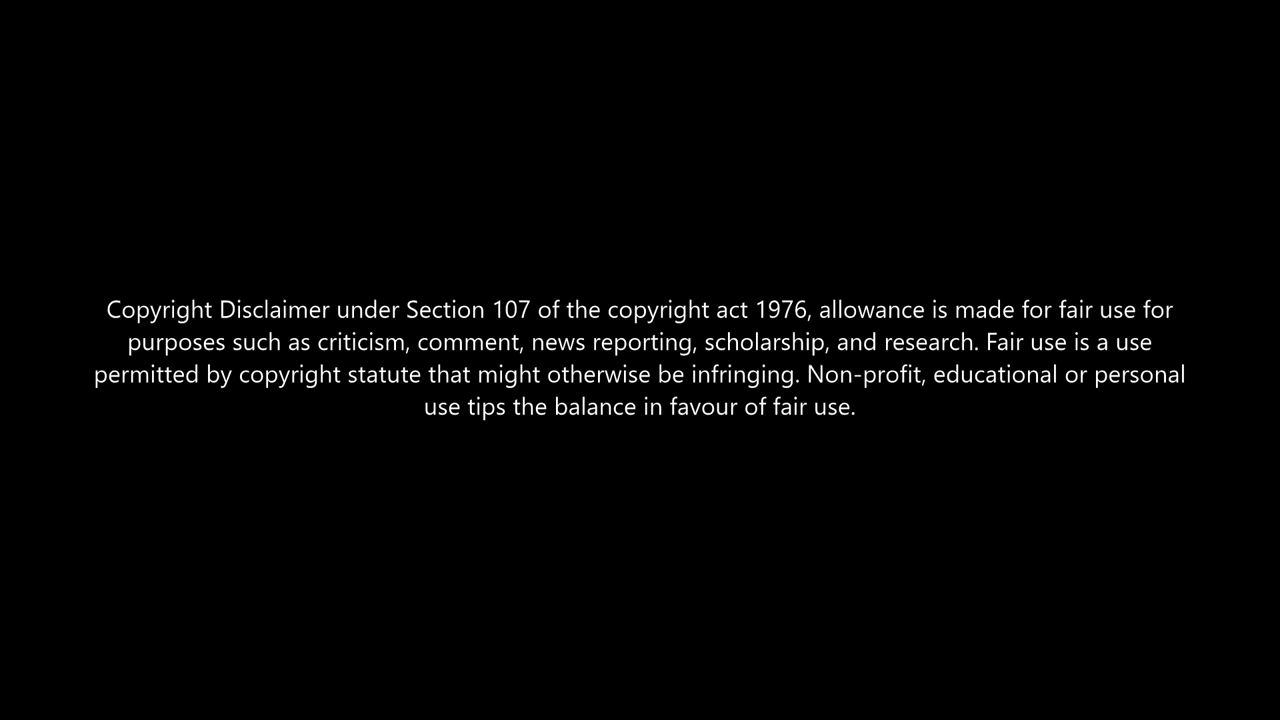 Copyright Disclaimer under Section 107 of the copyright act 1976, allowance is made for fair use for
purposes such as criticism, comment, news reporting, scholarship, and research. Fair use is a use
permitted by copyright statute that might otherwise be infringing. Non-profit, educational or personal
use tips the balance in favour of fair use.